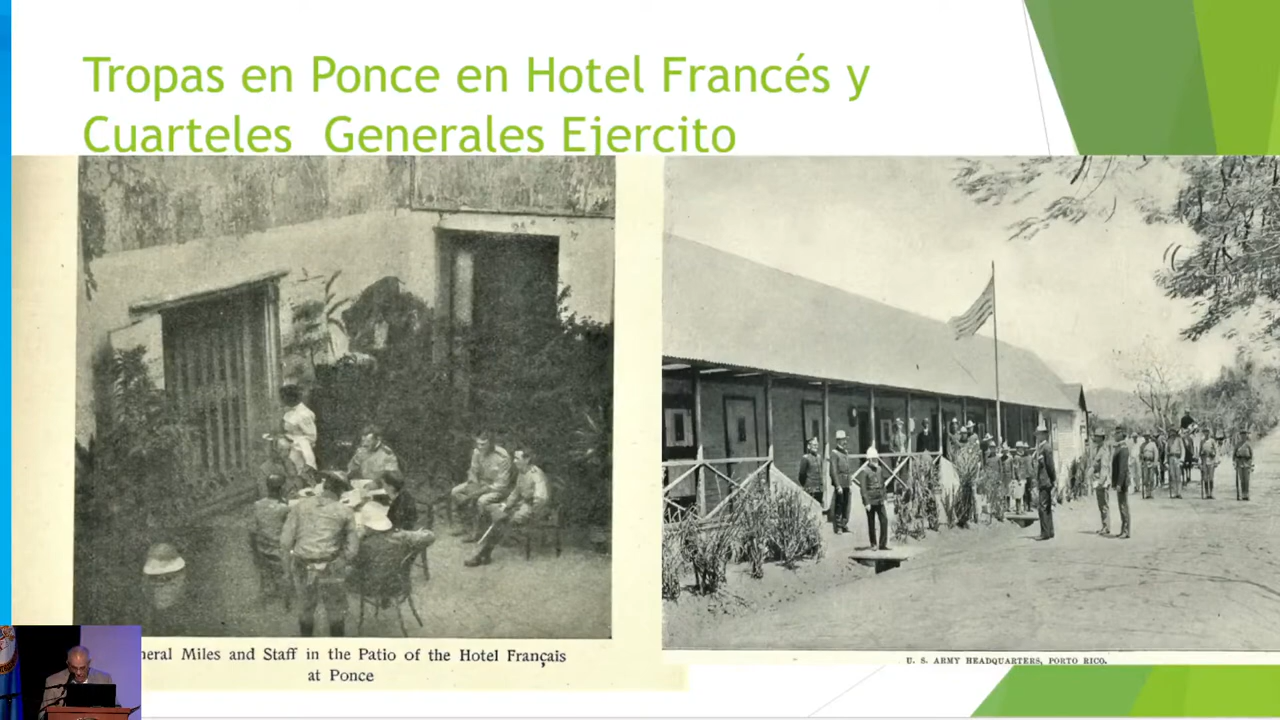 Tropas en Ponce en Hotel Francés y
Cuarteles Generales Ejercito
neral Miles and Staff in the Patio of the Hotel Français
at Ponce
U. S. ARMY HEADQUARTERS, PORTO RICO.